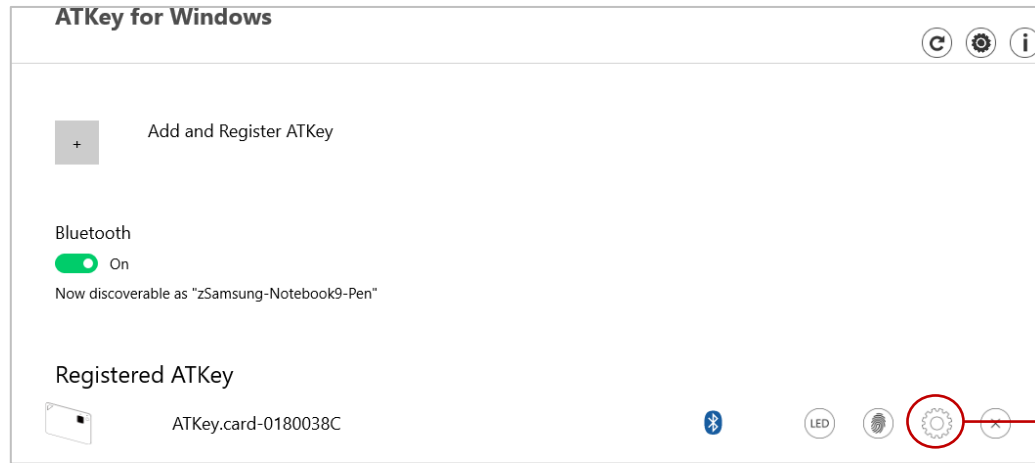 ATKey for Windows
+
Add and Register ATKey
Bluetooth
On
Now discoverable as "zSamsung-Notebook9-Pen"
Registered ATKey
ATKey.card-0180038C
LED